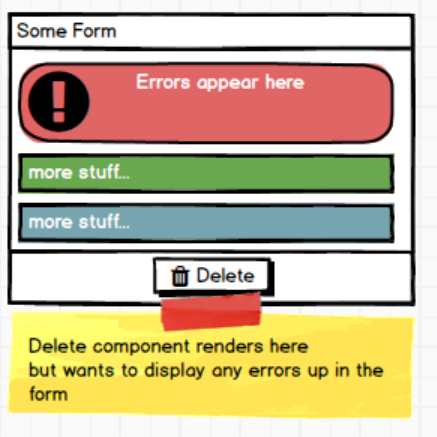 Some Form
Errors appear here
more stuff...
more stuff...
Delete
Delete component renders here
but wants to display any errors up in the
form